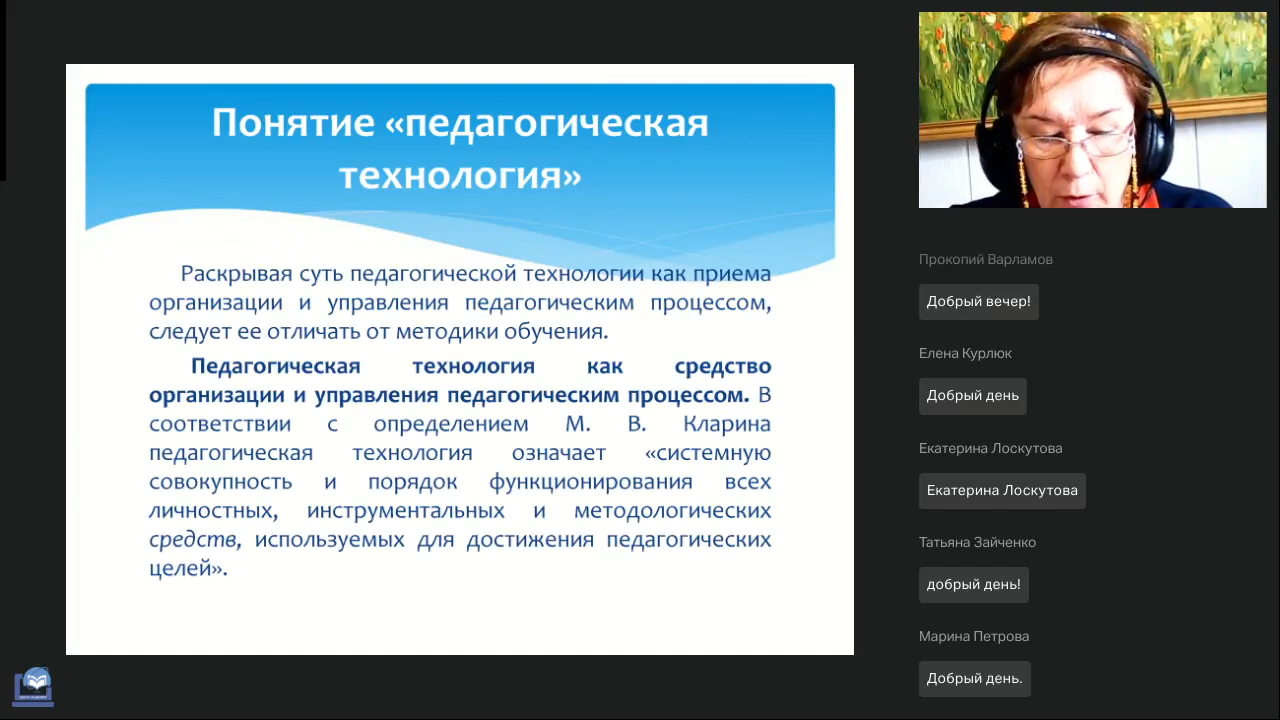 Понятие «педагогическая
технология»
Раскрывая суть педагогической технологии как приема
организации и управления педагогическим процессом,
следует ее отличать от методики обучения.
Педагогическая технология как средство
организации и управления педагогическим процессом. В
соответствии с определением М. В. Кларина
педагогическая технология означает «системную
совокупность и порядок функционирования всех
личностных, инструментальных и методологических
средств, используемых для достижения педагогических
целей».
Прокопий Варламов
Добрый вечер!
Елена Курлюк
Добрый день
Екатерина Лоскутова
Екатерина Лоскутова
Татьяна Зайченко
добрый день!
Марина Петрова
Добрый день.